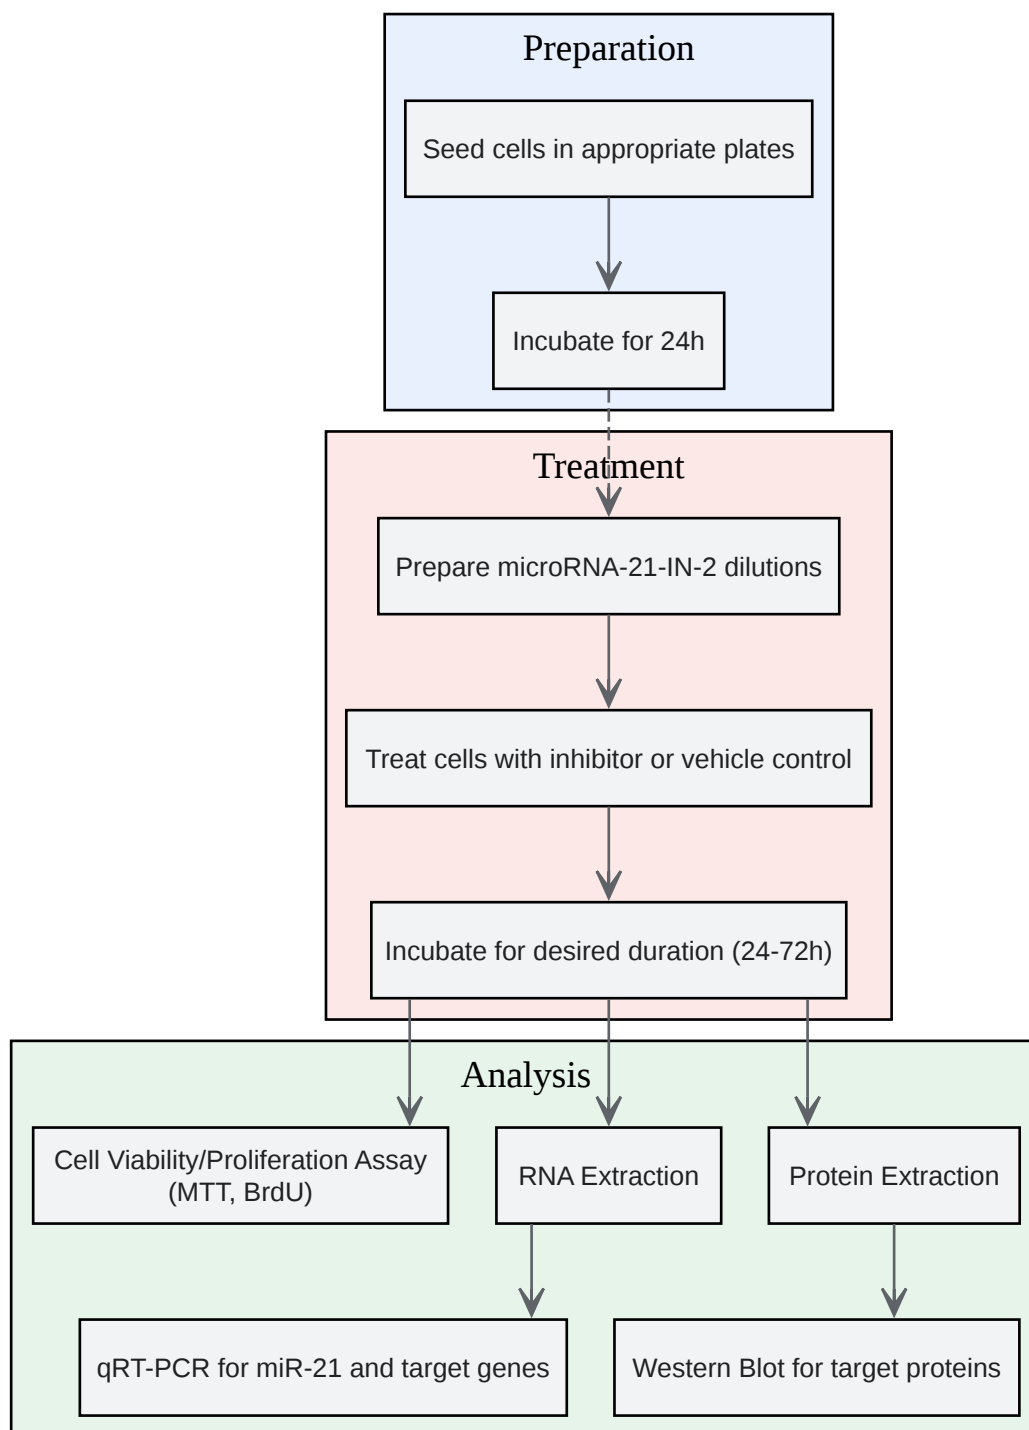 Preparation
Seed cells in appropriate plates
Incubate for 24h
Treatment
Prepare microRNA-21-IN-2 dilutions
Treat cells with inhibitor or vehicle control
Incubate for desired duration (24-72h)
Analysis
Cell Viability/Proliferation Assay
(MTT, BrdU)
RNA Extraction
Protein Extraction
qRT-PCR for miR-21 and target genes
Western Blot for target proteins